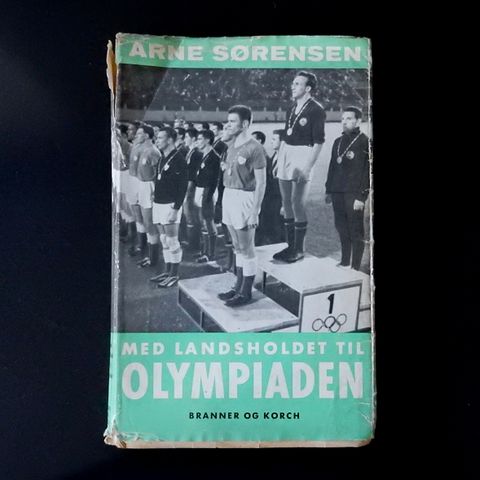 ARNE SØRENSEN
1
MED LANDSHOLDET TIL
OLYMPIADEN
BRANNER OG KORCH